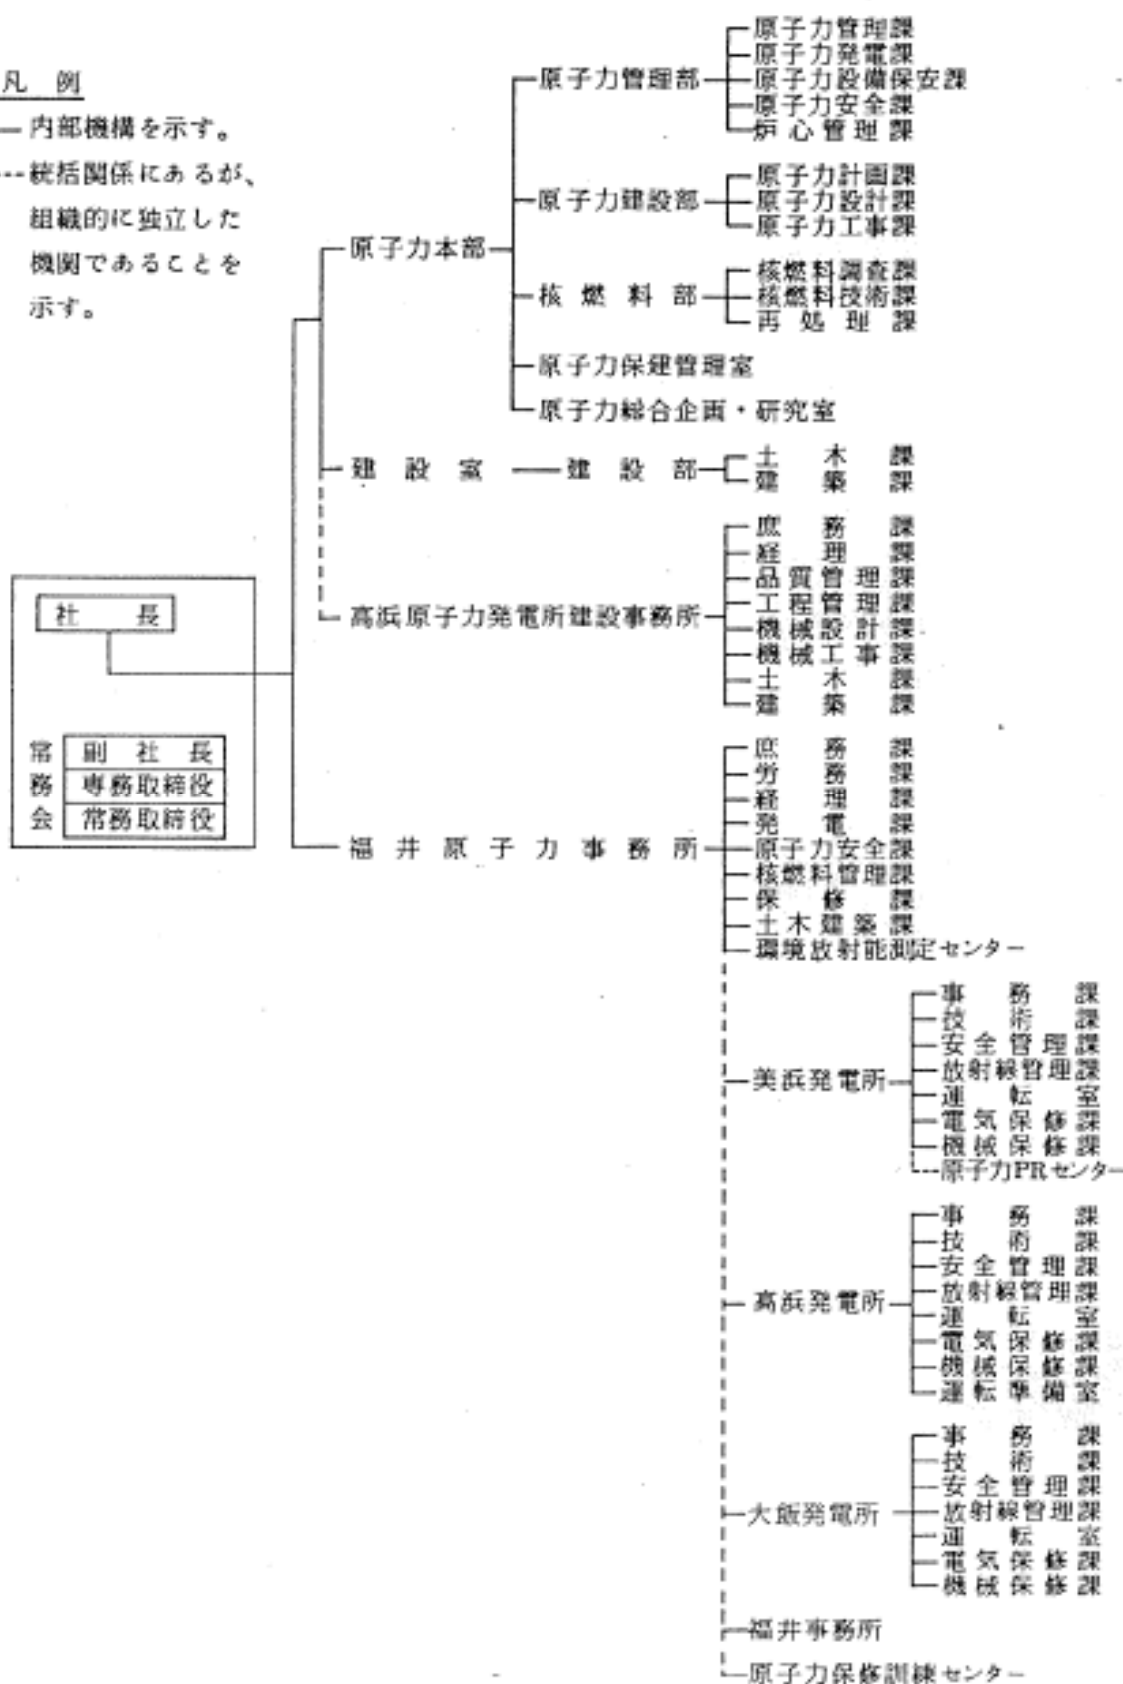 凡例
内部機構を示す。
統括関係にあるが、
組織的に独立した
機関であることを
示す。
社長
常務会
副社長
専務取締役
常務取締役
原子力本部
原子力管理部
原子力管理課
原子力発電課
原子力設備保安課
原子力安全課
炉心管理課
原子力建設部
原子力計画課
原子力設計課
原子力工事課
核燃料部
核燃料調査課
核燃料技術課
再処理課
原子力保健管理室
原子力総合企画・研究室
建設室
建設部
土木課
建築課
高浜原子力発電所建設事務所
庶務課
経理課
品質管理課
工程管理課
機械設計課
機械工事課
土木課
建築課
福井原子力事務所
庶務課
労務課
経理課
発電課
原子力安全課
核燃料管理課
保修課
土木建築課
環境放射能測定センター
美浜発電所
事務課
技術課
安全管理課
放射線管理課
運転室
電気保修課
機械保修課
原子力PRセンター
高浜発電所
事務課
技術課
安全管理課
放射線管理課
運転室
電気保修課
機械保修課
運転準備室
大飯発電所
事務課
技術課
安全管理課
放射線管理課
運転室
電気保修課
機械保修課
福井事務所
原子力保修訓練センター